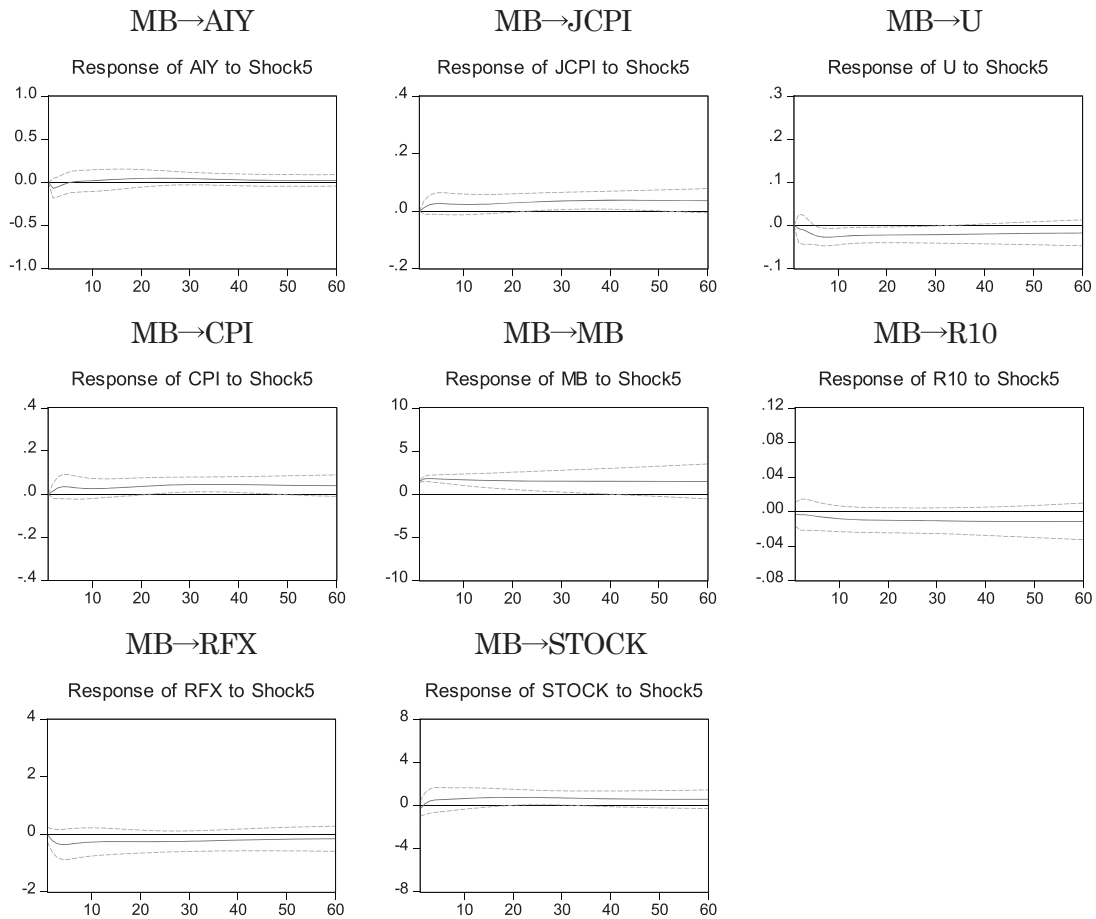 MB→AIY
Response of AIY to Shock5
1.0
0.5
0.0
-0.5
-1.0
10 20 30 40 50 60
MB→JCPI
Response of JCPI to Shock5
.4
.2
.0
-.2
10 20 30 40 50 60
MB→U
Response of U to Shock5
.3
.2
.1
.0
-.1
10 20 30 40 50 60
MB→CPI
Response of CPI to Shock5
.4
.2
.0
-.2
-.4
10 20 30 40 50 60
MB→MB
Response of MB to Shock5
10
5
0
-5
-10
10 20 30 40 50 60
MB→R10
Response of R10 to Shock5
.12
.08
.04
.00
-.04
-.08
10 20 30 40 50 60
MB→RFX
Response of RFX to Shock5
4
2
0
-2
10 20 30 40 50 60
MB→STOCK
Response of STOCK to Shock5
8
4
0
-4
-8
10 20 30 40 50 60